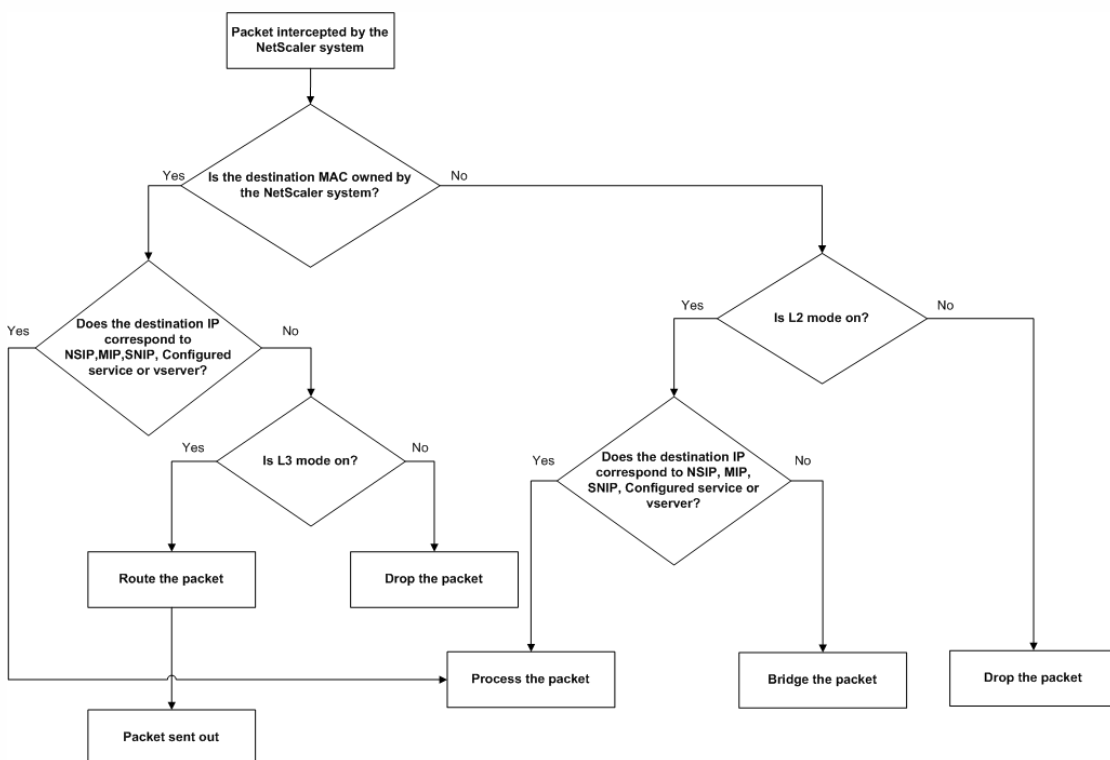 Packet intercepted by the
NetScaler system
Yes
Is the destination MAC owned by
the NetScaler system?
No
Yes
Does the destination IP
correspond to
NSIP,MIP,SNIP, Configured
service or vserver?
No
Yes
Is L2 mode on?
No
Yes
Is L3 mode on?
No
Yes
Does the destination IP
correspond to NSIP, MIP,
SNIP, Configured service or
vserver?
No
Route the packet
Drop the packet
Process the packet
Bridge the packet
Drop the packet
Packet sent out